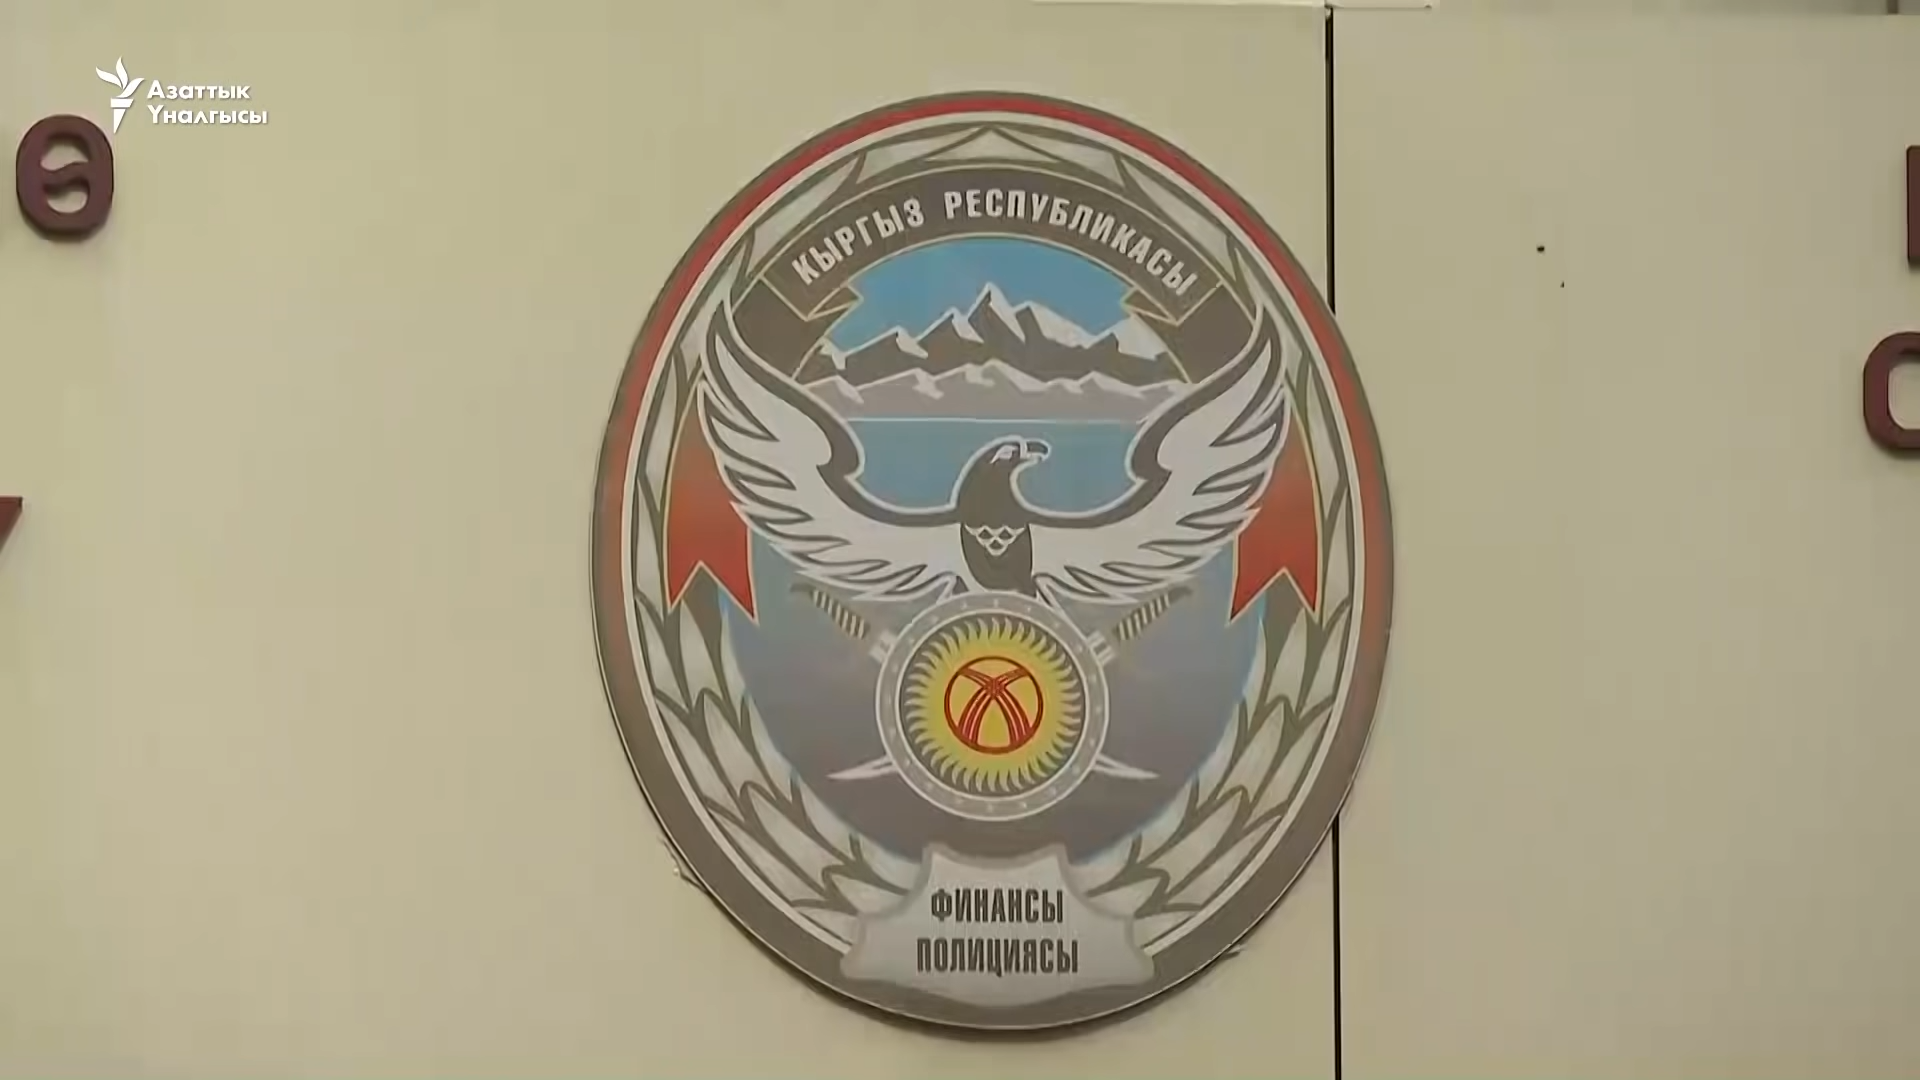 Азаттык
Үналгысы
Ө
КЫРГЫЗ РЕСПУБЛИКАСЫ
ФИНАНСЫ
ПОЛИЦИЯСЫ